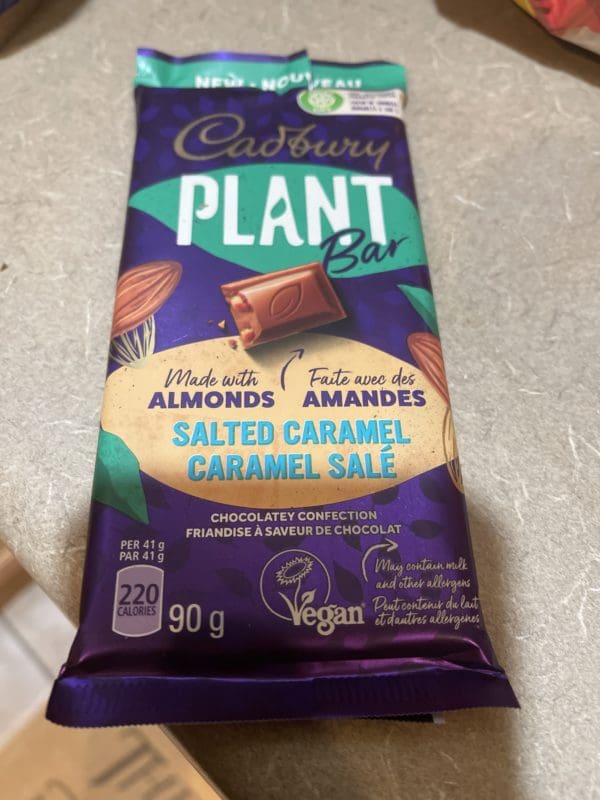 NEW • NOUVEAU
Cadbury
PLANT
Bar
Made with Faite avec des
ALMONDS AMANDES
SALTED CARAMEL
CARAMEL SALÉ
CHOCOLATEY CONFECTION
FRIANDISE À SAVEUR DE CHOCOLAT
PER 41 g
PAR 41 g
220
CALORIES
90 g
Vegan
May contain milk
and other allergens
Peut contenir du lait
et d'autres allergènes